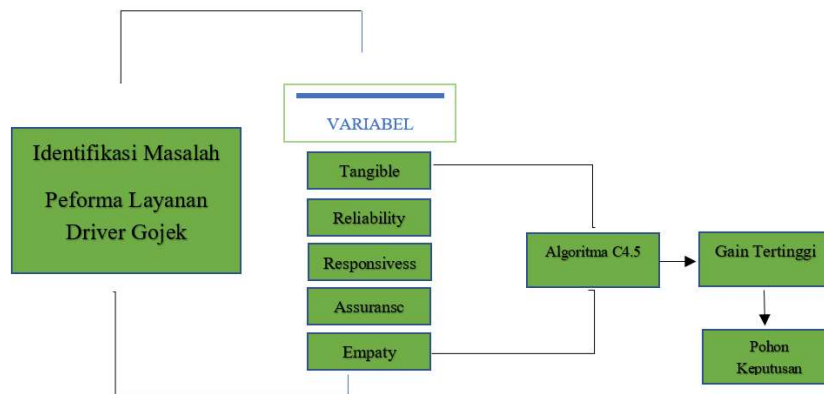 Identifikasi Masalah
Peforma Layanan
Driver Gojek
VARIABEL
Tangible
Reliability
Responsivess
Assuransc
Empaty
Algoritma C4.5
Gain Tertinggi
Pohon
Keputusan